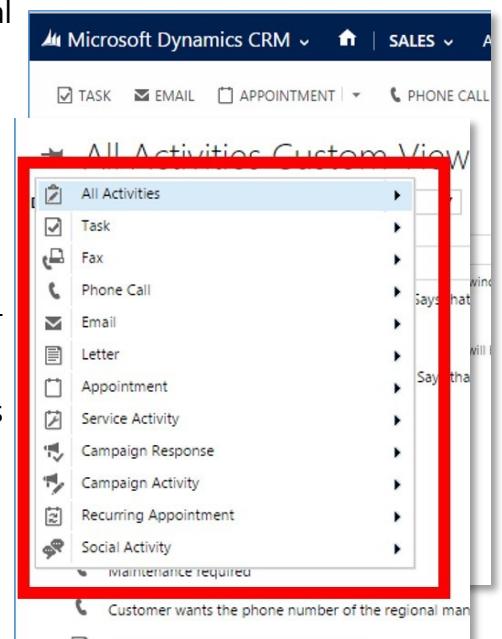 al
Microsoft Dynamics CRM
SALES
A
TASK EMAIL APPOINTMENT PHONE CALL
All Activities Custom View
All Activities
Task
Fax
Phone Call
Says that
Email
Letter
will
Appointment
Says tha
Service Activity
s
Campaign Response
Campaign Activity
Recurring Appointment
Social Activity
Maintenance required
Customer wants the phone number of the regional man